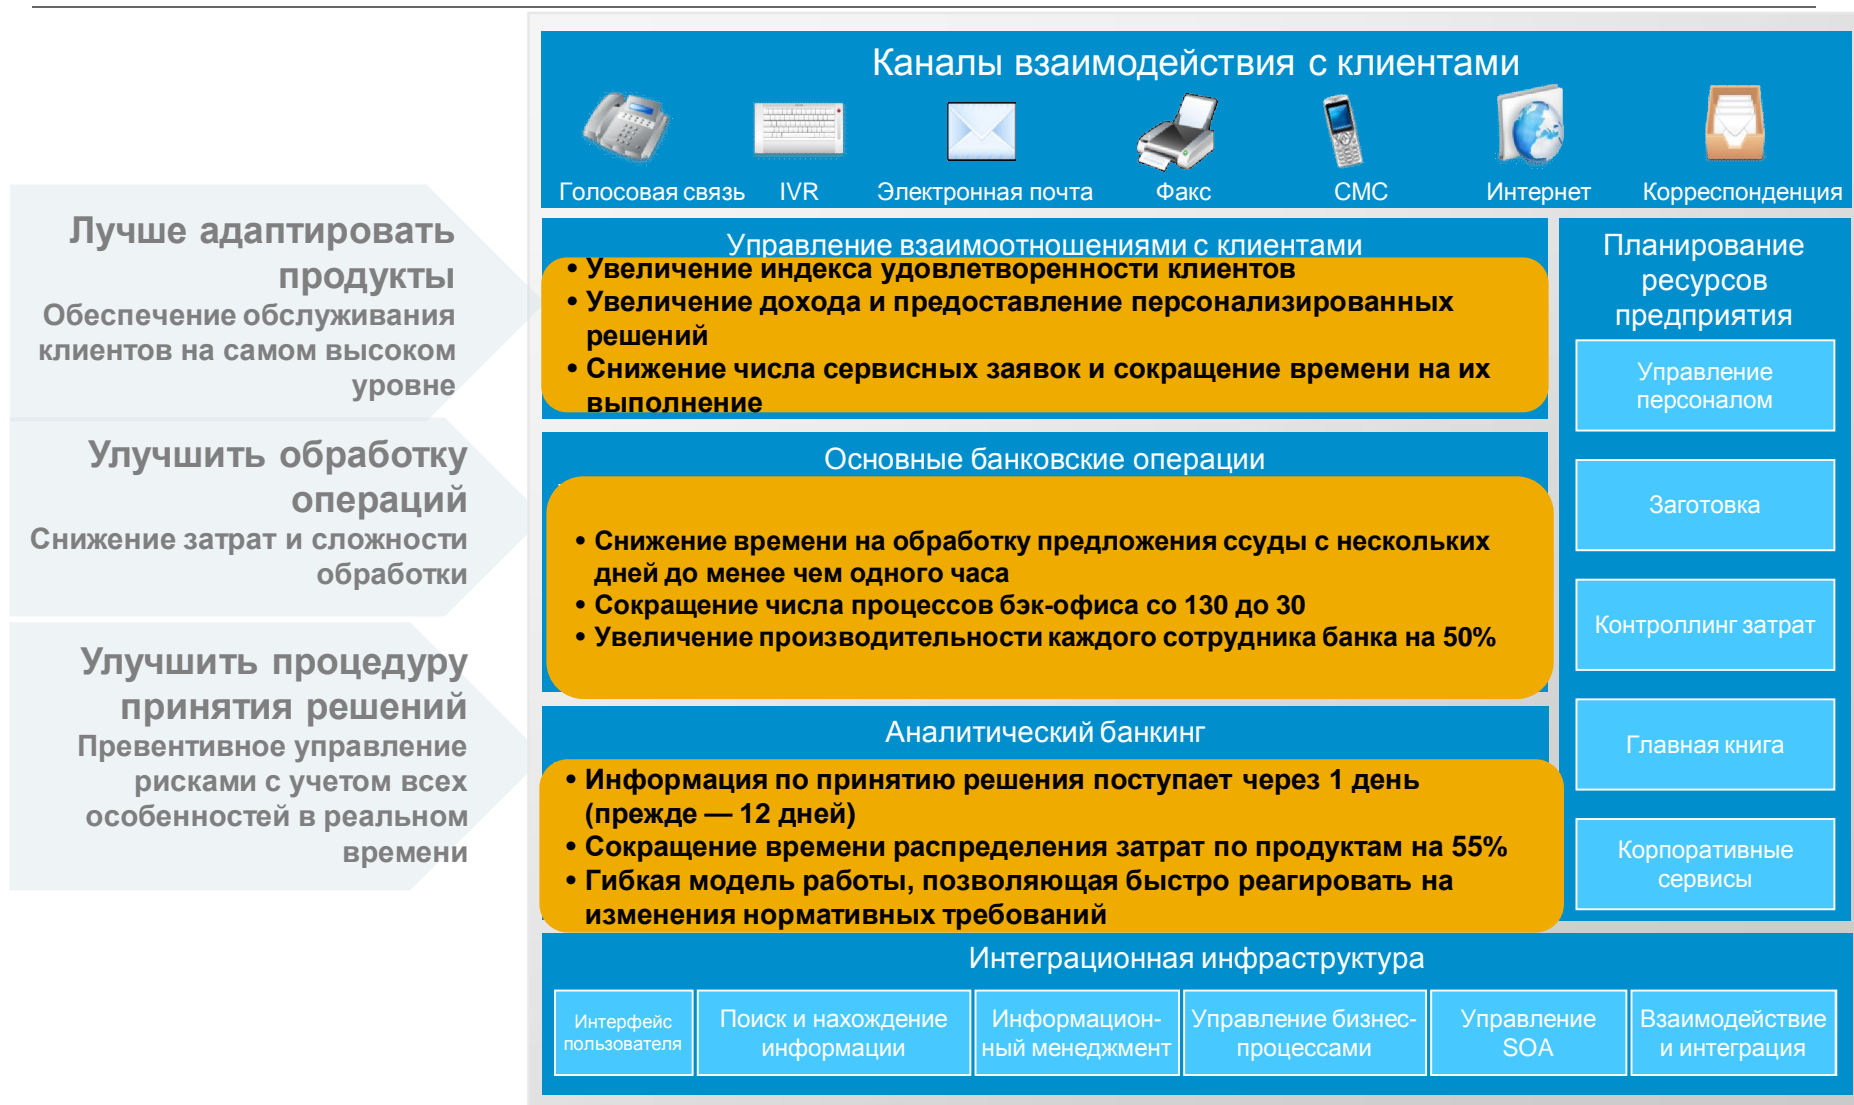 Каналы взаимодействия с клиентами
Голосовая связь
IVR
Электронная почта
Факс
СМС
Интернет
Корреспонденция
Лучше адаптировать
продукты
Обеспечение обслуживания
клиентов на самом высоком
уровне
Улучшить обработку
операций
Снижение затрат и сложности
обработки
Улучшить процедуру
принятия решений
Превентивное управление
рисками с учетом всех
особенностей в реальном
времени
Управление взаимоотношениями с клиентами
• Увеличение индекса удовлетворенности клиентов
• Увеличение дохода и предоставление персонализированных
решений
• Снижение числа сервисных заявок и сокращение времени на их
выполнение
Основные банковские операции
• Снижение времени на обработку предложения ссуды с нескольких
дней до менее чем одного часа
• Сокращение числа процессов бэк-офиса со 130 до 30
• Увеличение производительности каждого сотрудника банка на 50%
Аналитический банкинг
• Информация по принятию решения поступает через 1 день
(прежде — 12 дней)
• Сокращение времени распределения затрат по продуктам на 55%
• Гибкая модель работы, позволяющая быстро реагировать на
изменения нормативных требований
Планирование
ресурсов
предприятия
Управление
персоналом
Заготовка
Контроллинг затрат
Главная книга
Корпоративные
сервисы
Интеграционная инфраструктура
Интерфейс
пользователя
Поиск и нахождение
информации
Информацион-
ный менеджмент
Управление бизнес-
процессами
Управление
SOA
Взаимодействие
и интеграция